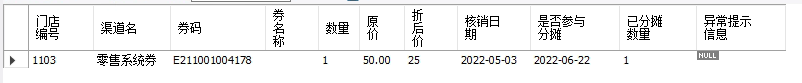 门店编号 渠道名 券码 券名称 数量 原价 折后价 核销日期 是否参与分摊 已分摊数量 异常提示信息
1103 零售系统券 E211001004178 1 50.00 25 2022-05-03 2022-06-22 1 NULL